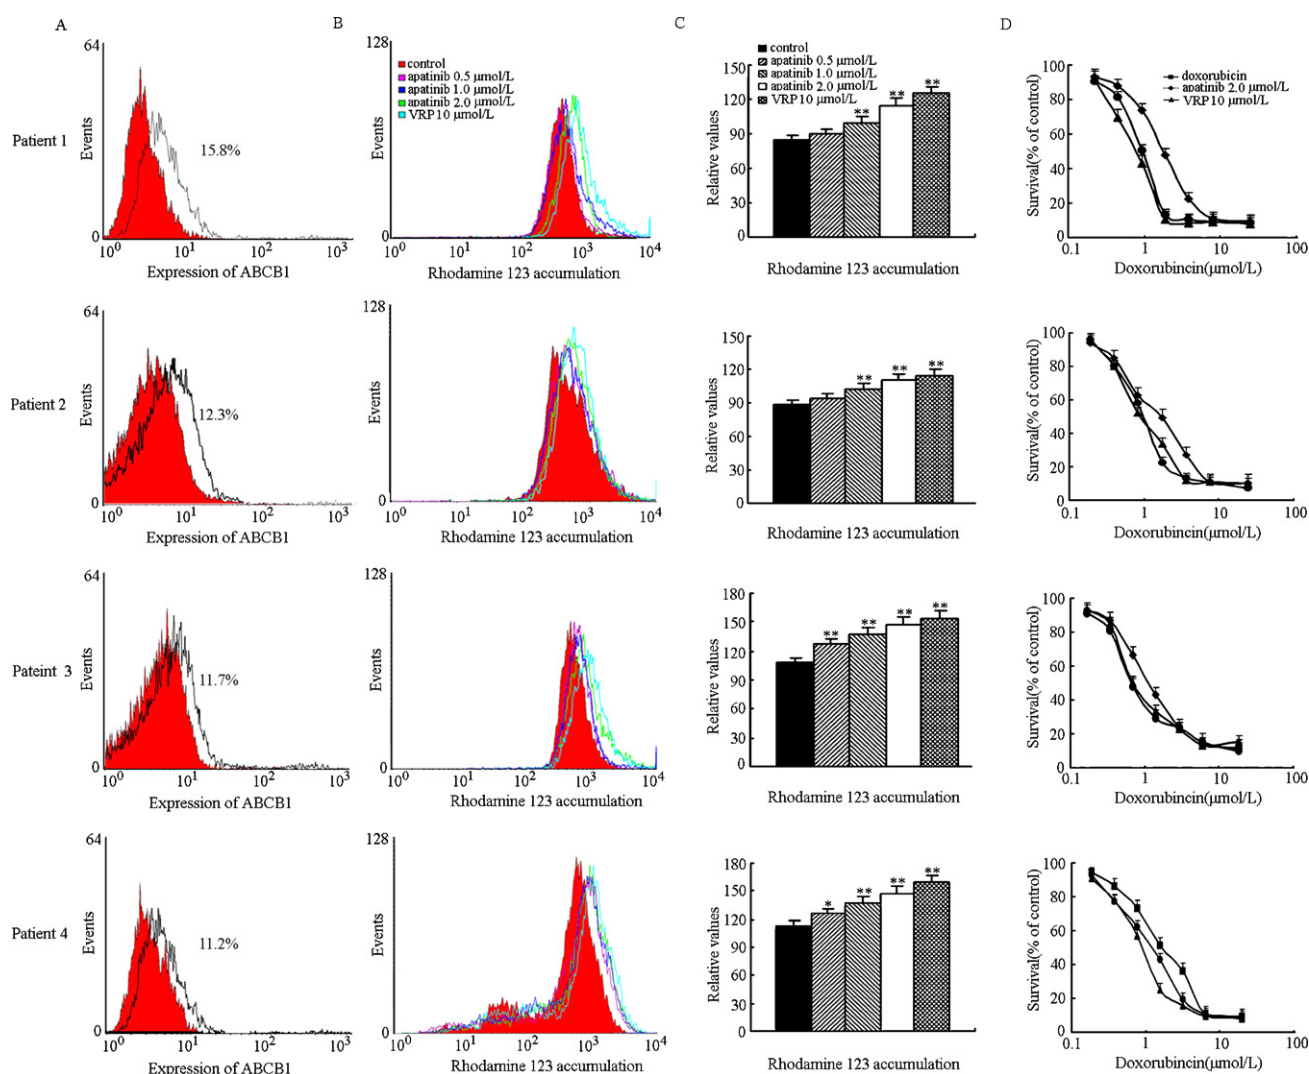 A
B
C
D
Patient 1
64
Events
0
15.8%
10^0 10^1 10^2 10^3
Expression of ABCB1
128
Events
0
control
apatinib 0.5 μmol/L
apatinib 1.0 μmol/L
apatinib 2.0 μmol/L
VRP10 μmol/L
10^0 10^1 10^2 10^3 10^4
Rhodamine 123 accumulation
Relative values
150
120
90
60
30
0
control
apatinib 0.5 μmol/L
apatinib 1.0 μmol/L
apatinib 2.0 μmol/L
VRP10 μmol/L
** ** **
Rhodamine 123 accumulation
Survival(% of control)
100
80
60
40
20
0
doxorubicin
apatinib 2.0 μmol/L
VRP10 μmol/L
0.1 1 10 100
Doxorubincin(μmol/L)
Patient 2
64
Events
0
12.3%
10^0 10^1 10^2 10^3
Expression of ABCB1
128
Events
0
10^0 10^1 10^2 10^3 10^4
Rhodamine 123 accumulation
Relative values
150
120
90
60
30
0
** ** **
Rhodamine 123 accumulation
Survival(% of control)
100
80
60
40
20
0
0.1 1 10 100
Doxorubincin(μmol/L)
Pateint 3
64
Events
0
11.7%
10^0 10^1 10^2 10^3
Expression of ABCB1
128
Events
0
10^0 10^1 10^2 10^3 10^4
Rhodamine 123 accumulation
Relative values
180
150
120
90
60
30
0
** ** ** **
Rhodamine 123 accumulation
Survival(% of control)
100
80
60
40
20
0
0.1 1 10 100
Doxorubincin(μmol/L)
Patient 4
64
Events
0
11.2%
10^0 10^1 10^2 10^3
Expression of ABCB1
128
Events
0
10^0 10^1 10^2 10^3 10^4
Rhodamine 123 accumulation
Relative values
180
150
120
90
60
30
0
* ** ** **
Rhodamine 123 accumulation
Survival(% of control)
100
80
60
40
20
0
0.1 1 10 100
Doxorubincin(μmol/L)